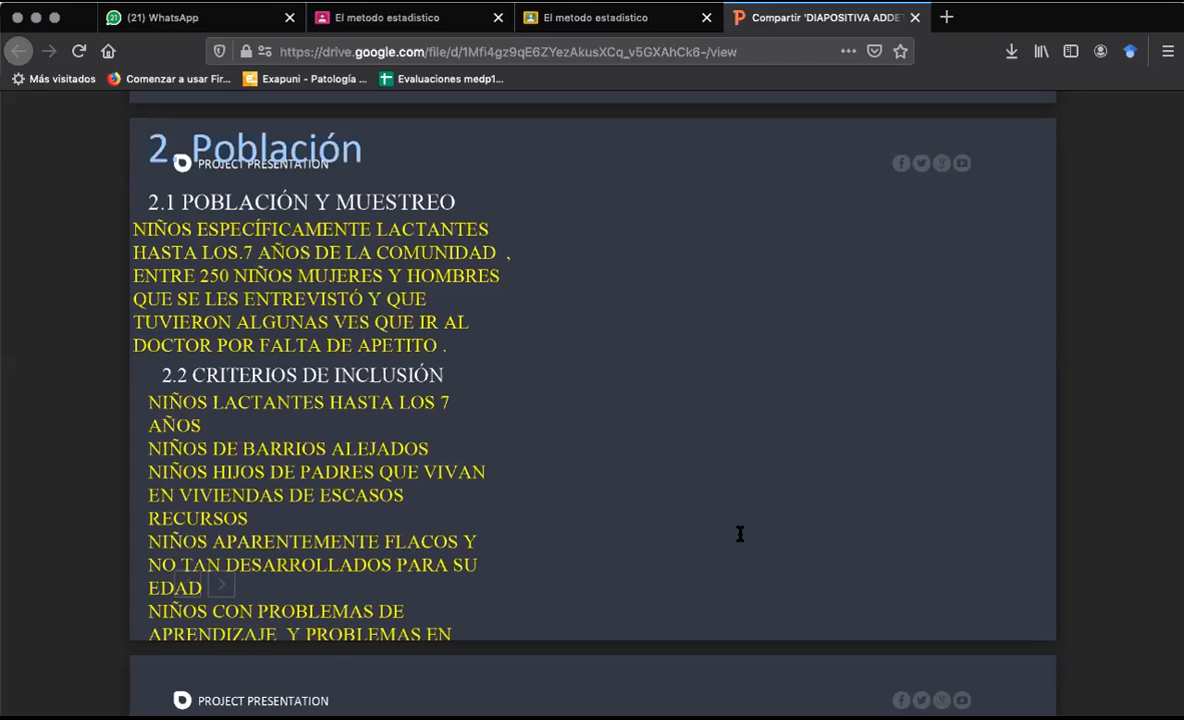 (21) WhatsApp
El metodo estadistico
El metodo estadistico
Compartir 'DIAPOSITIVA ADDE
https://drive.google.com/file/d/1Mfi4gz9qE6ZYezAkusXCq_v5GXAhCk6-/view
Más visitados
Comenzar a usar Fir...
Exapuni - Patología ...
Evaluaciones medp1...
2. Población
PROJECT PRESENTATION
2.1 POBLACIÓN Y MUESTREO
NIÑOS ESPECÍFICAMENTE LACTANTES
HASTA LOS.7 AÑOS DE LA COMUNIDAD ,
ENTRE 250 NIÑOS MUJERES Y HOMBRES
QUE SE LES ENTREVISTÓ Y QUE
TUVIERON ALGUNAS VES QUE IR AL
DOCTOR POR FALTA DE APETITO .
2.2 CRITERIOS DE INCLUSIÓN
NIÑOS LACTANTES HASTA LOS 7
AÑOS
NIÑOS DE BARRIOS ALEJADOS
NIÑOS HIJOS DE PADRES QUE VIVAN
EN VIVIENDAS DE ESCASOS
RECURSOS
NIÑOS APARENTEMENTE FLACOS Y
NO TAN DESARROLLADOS PARA SU
EDAD
NIÑOS CON PROBLEMAS DE
APRENDIZAJE Y PROBLEMAS EN
PROJECT PRESENTATION